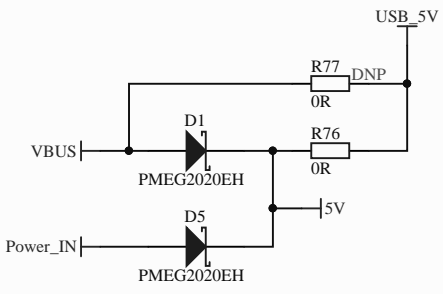 USB_5V
R77
DNP
0R
D1
R76
VBUS
0R
PMEG2020EH
D5
5V
Power_IN
PMEG2020EH